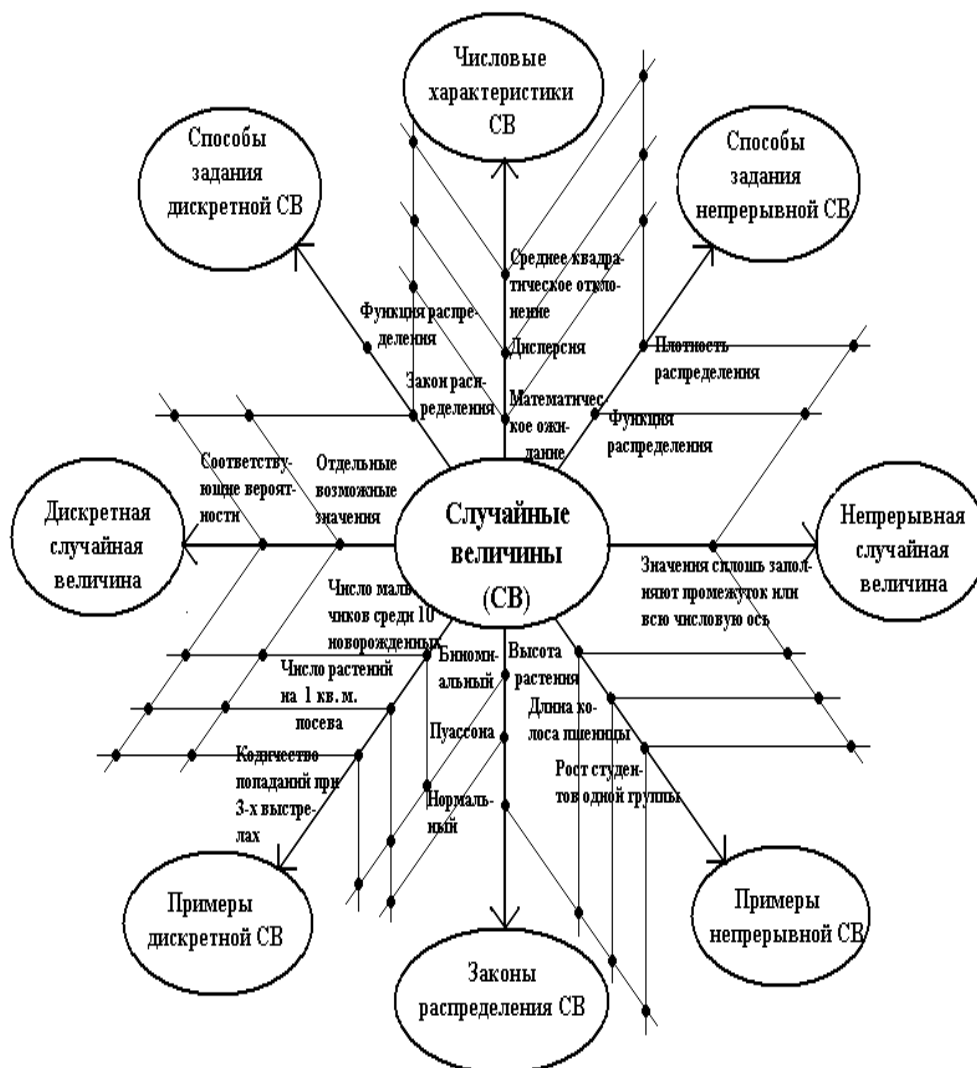 Числовые
характеристики
СВ
Способы
задания
дискретной СВ
Способы
задания
непрерывной СВ
Среднее квадра-
тическое откло-
нение
Функция распре-
деления
Дисперсия
Плотность
распределения
Закон рас-
пределения
Математичес-
кое ожи-
дание
Функция
распределения
Соответству-
ющие вероят-
ности
Отдельные
возможные
значения
Дискретная
случайная
величина
Случайные
величины
(СВ)
Непрерывная
случайная
величина
Значения сплошь запол-
няют промежуток или
всю числовую ось
Число маль-
чиков среди 10
новорожденных
Число растений
на 1 кв. м.
посева
Кодичество
попаданий при
3-х выстре-
лах
Биноми-
альный
Пуассона
Нормаль-
ный
Высота
растения
Длина ко-
лоса пшеницы
Рост студен-
тов одной группы
Примеры
дискретной СВ
Законы
распределения СВ
Примеры
непрерывной СВ